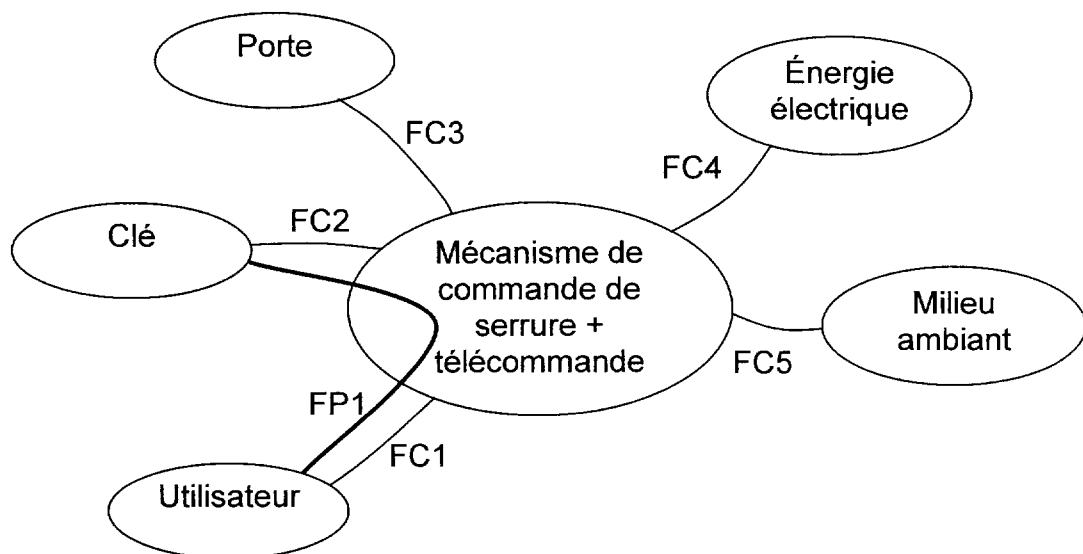 Porte
Énergie
électrique
FC3
FC4
Clé
FC2
Mécanisme de
commande de
serrure +
télécommande
Milieu
ambiant
FC5
FP1
FC1
Utilisateur